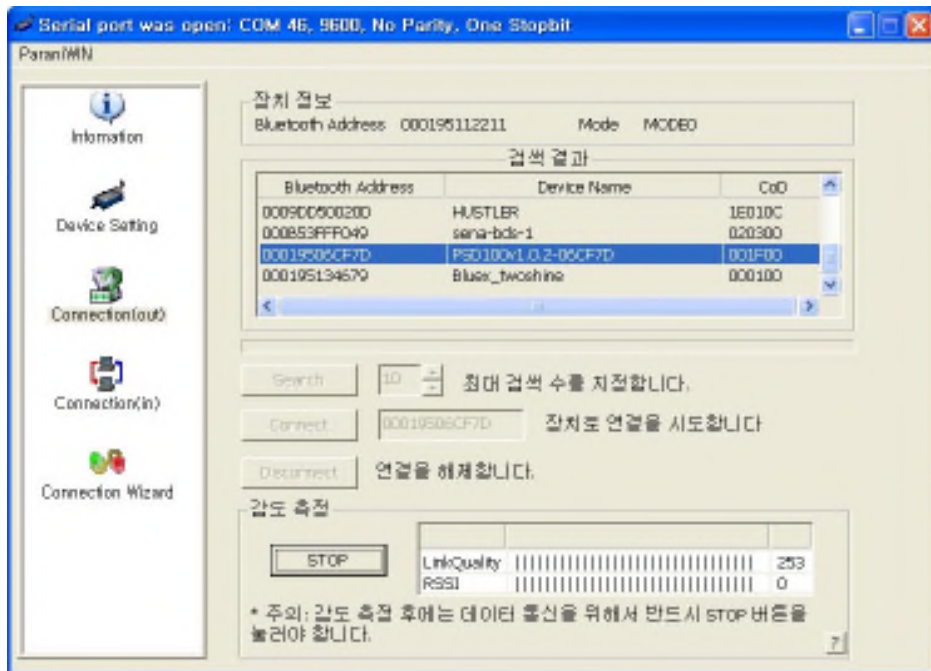 Serial port was open: COM 46, 9600, No Parity, One Stopbit
ParaniWIN
Infomation
Device Setting
Connection(out)
Connection(in)
Connection Wizard
장치 정보
Bluetooth Address 000195112211 Mode MODE0
검색 결과
Bluetooth Address Device Name CoD
0009DD50020D HUSTLER 1E010C
000B53FFF049 sena-bds-1 020300
00019506CF7D PSD100v1.0.2-06CF7D 001F00
000195134679 Bluex_twoshine 000100
Search 10 최대 검색 수를 지정합니다.
Connect 00019506CF7D 장치로 연결을 시도합니다
Disconnect 연결을 해제합니다.
감도 측정
STOP
LinkQuality |||||||||||||||||||||||||||||| 253
RSSI |||||||||||||||||||||||||||||| 0
* 주의: 감도 측정 후에는 데이터 통신을 위해서 반드시 STOP 버튼을
눌러야 합니다.
?